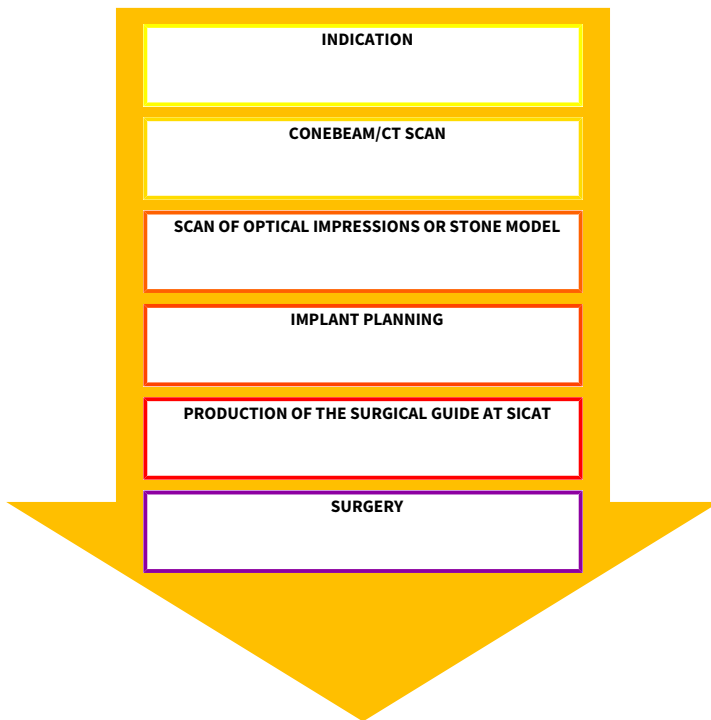 INDICATION
CONEBEAM/CT SCAN
SCAN OF OPTICAL IMPRESSIONS OR STONE MODEL
IMPLANT PLANNING
PRODUCTION OF THE SURGICAL GUIDE AT SICAT
SURGERY